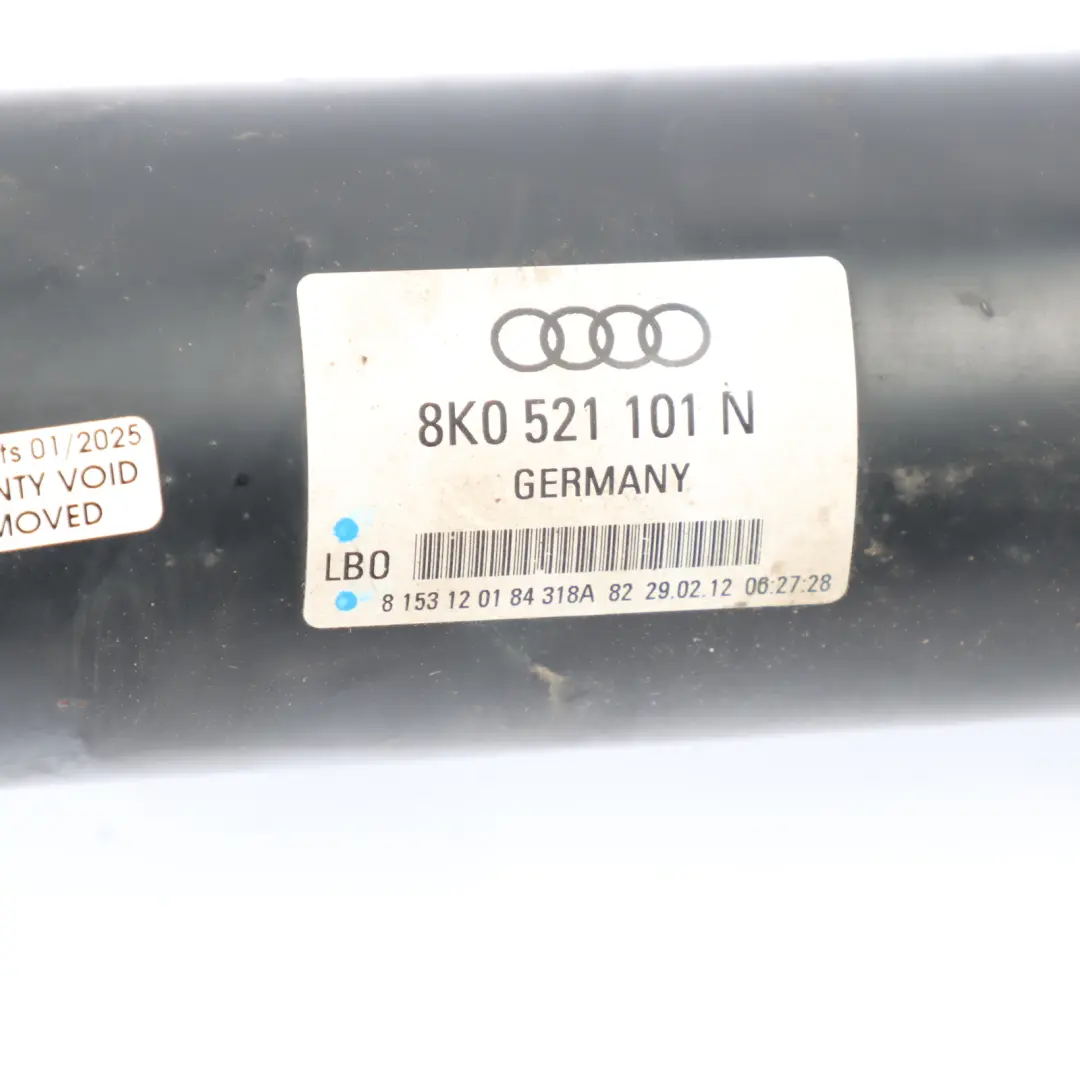 8K0 521 101 N
GERMANY
LB0
8 153 12 01 84 318A 82 29.02.12 06:27:28
ts 01/2025
NTY VOID
MOVED